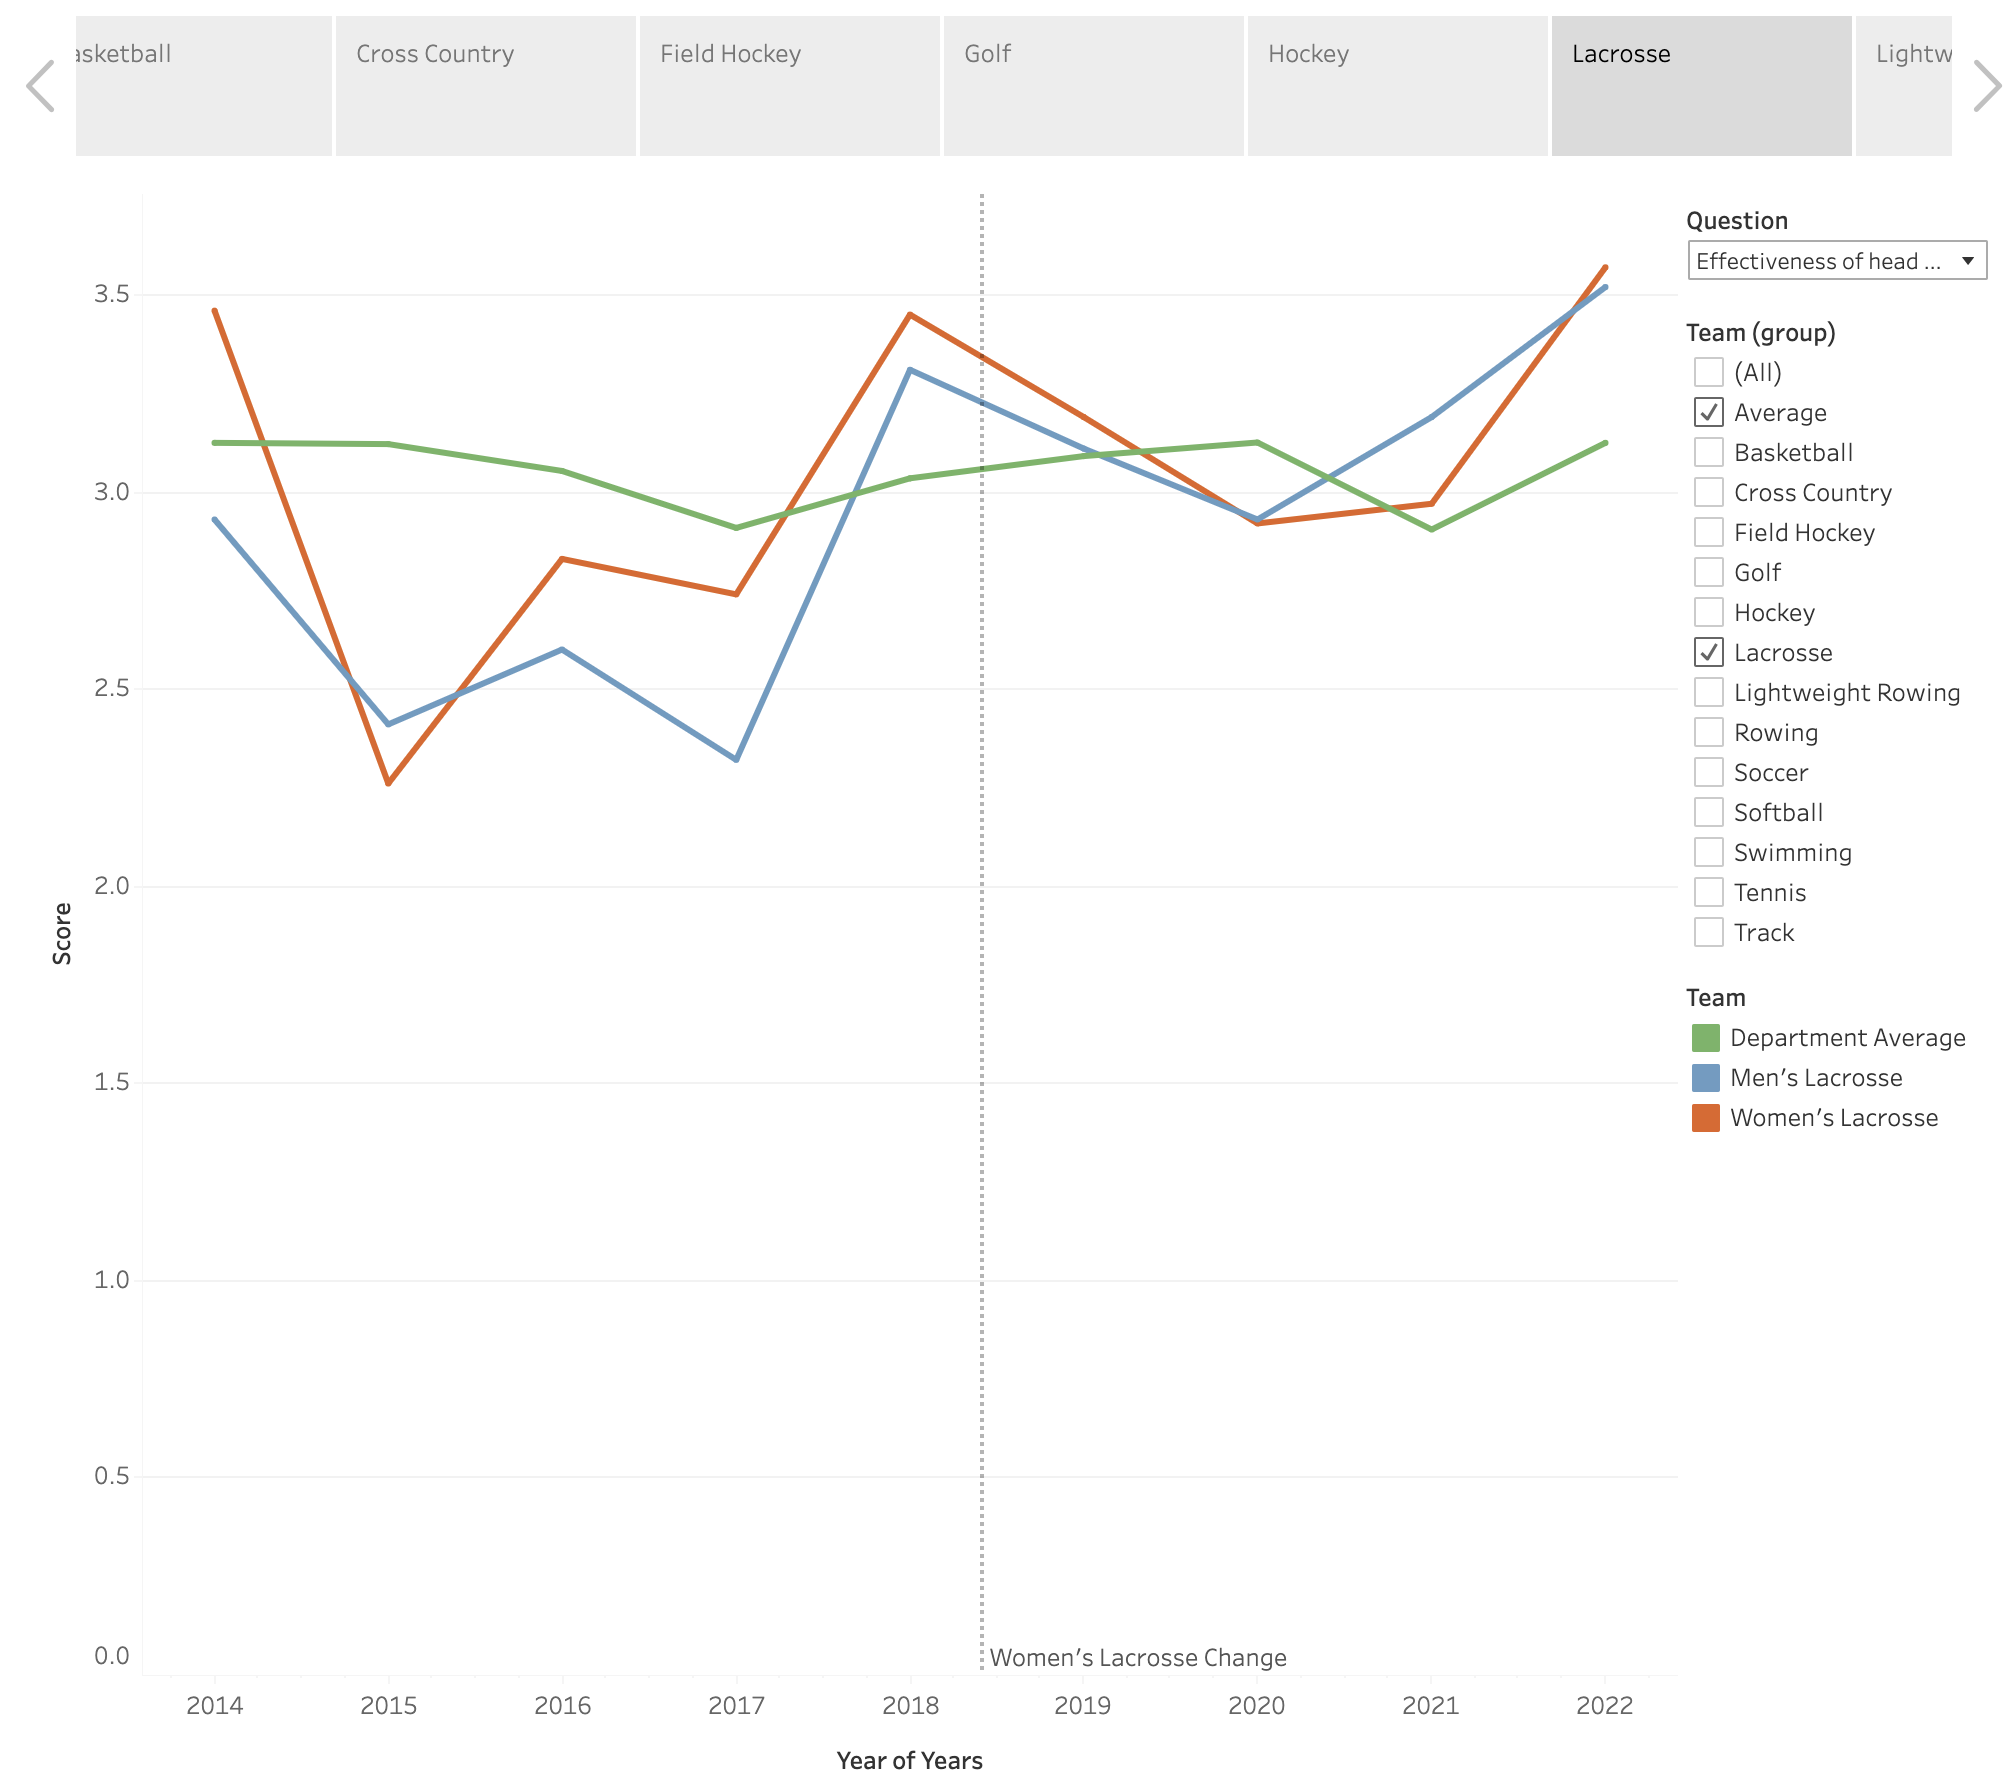 asketball
Cross Country
Field Hockey
Golf
Hockey
Lacrosse
Lightw
Question
Effectiveness of head ...
Team (group)
(All)
Average
Basketball
Cross Country
Field Hockey
Golf
Hockey
Lacrosse
Lightweight Rowing
Rowing
Soccer
Softball
Swimming
Tennis
Track
Team
Department Average
Men's Lacrosse
Women's Lacrosse
3.5
3.0
2.5
2.0
1.5
1.0
0.5
0.0
Score
Women's Lacrosse Change
2014 2015 2016 2017 2018 2019 2020 2021 2022
Year of Years